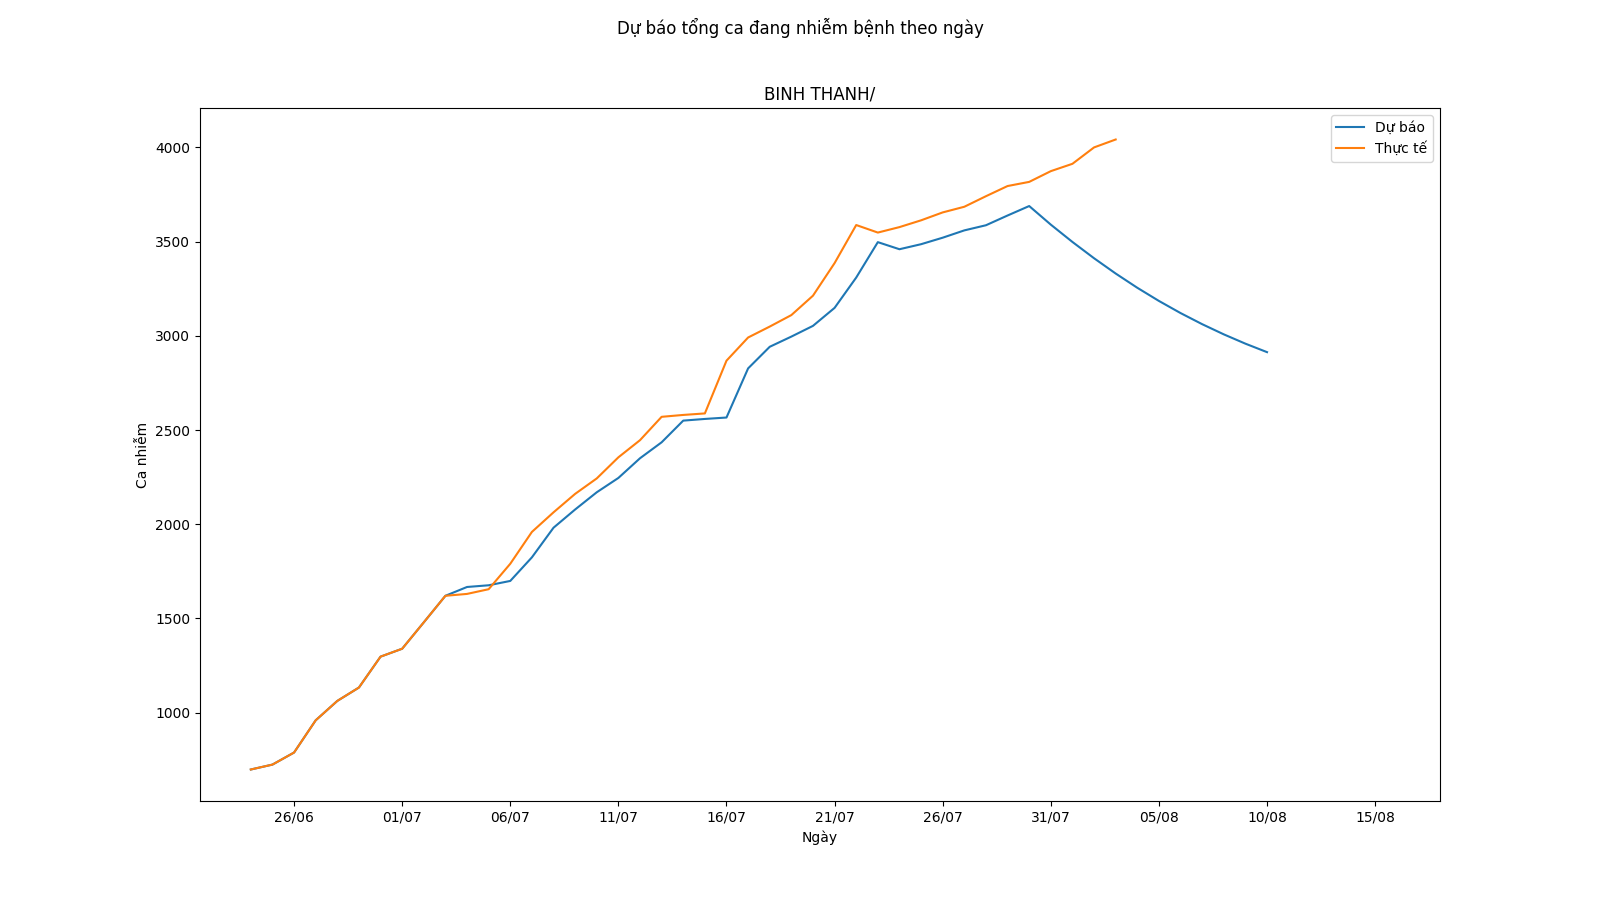 Dự báo tổng ca đang nhiễm bệnh theo ngày
BINH THANH/
Dự báo
Thực tế
4000
3500
3000
2500
2000
1500
1000
Ca nhiễm
26/06 01/07 06/07 11/07 16/07 21/07 26/07 31/07 05/08 10/08 15/08
Ngày